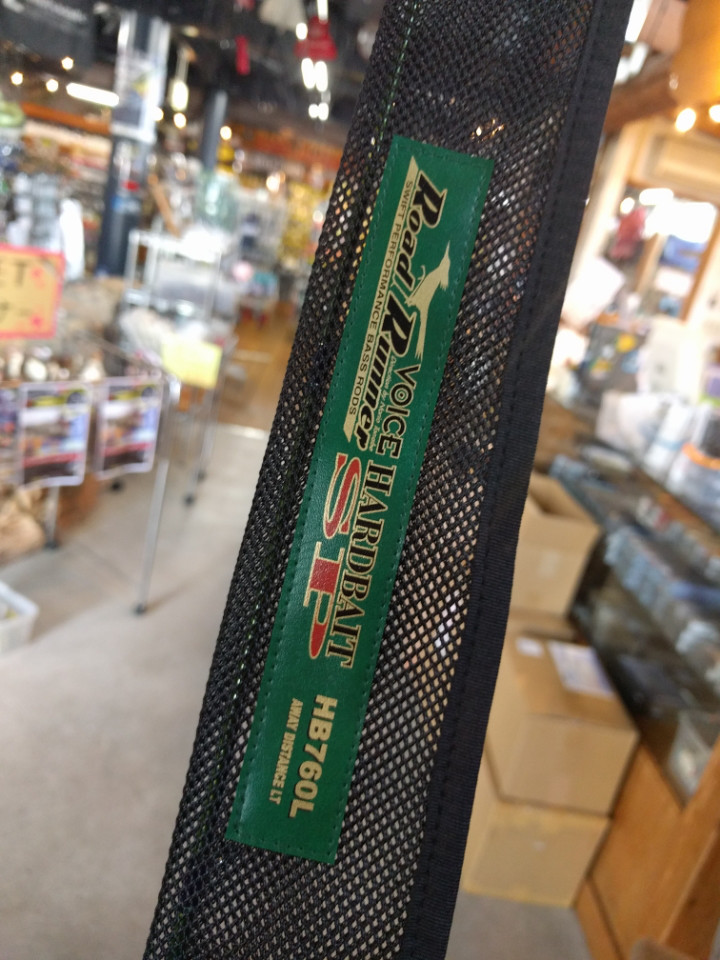 Road Runner
SWIFT PERFORMANCE BASS RODS
VOICE HARDBAIT
SP
HB760L
AWAY DISTANCE LT